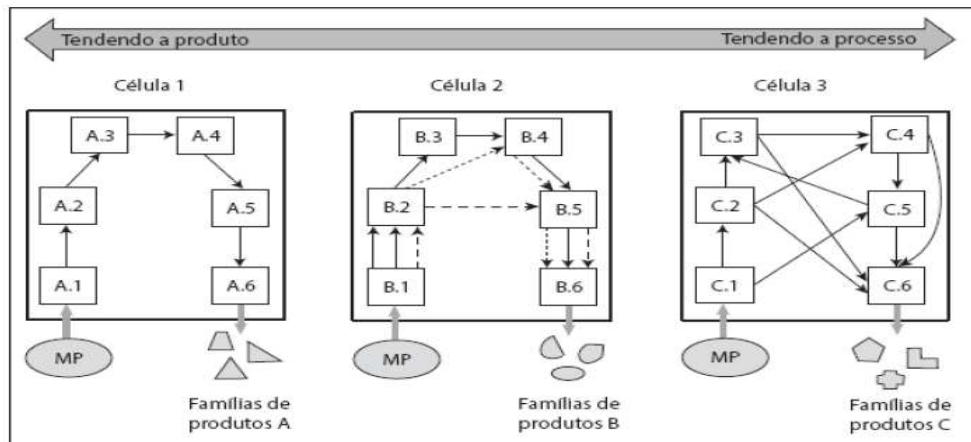 Tendendo a produto
Tendendo a processo
Célula 1
Célula 2
Célula 3
A.3
A.4
A.2
A.5
A.1
A.6
B.3
B.4
B.2
B.5
B.1
B.6
C.3
C.4
C.2
C.5
C.1
C.6
MP
MP
MP
Famílias de
produtos A
Famílias de
produtos B
Famílias de
produtos C